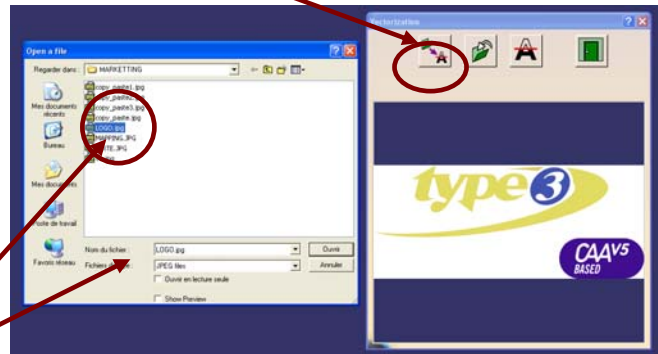 Open a file
Regarder dans :
MARKETTING
copy_paste1.jpg
copy_paste2.jpg
copy_paste3.jpg
copy_paste.jpg
LOGO.jpg
MAPPING.JPG
Mes documents
récents
Bureau
Mes documents
Poste de travail
Favoris réseau
Nom du fichier :
LOGO.jpg
Ouvrir
Fichiers
JPEG files
Annuler
Ouvrir en lecture seule
Show Preview
Vectorization
type3
CAA V5
BASED